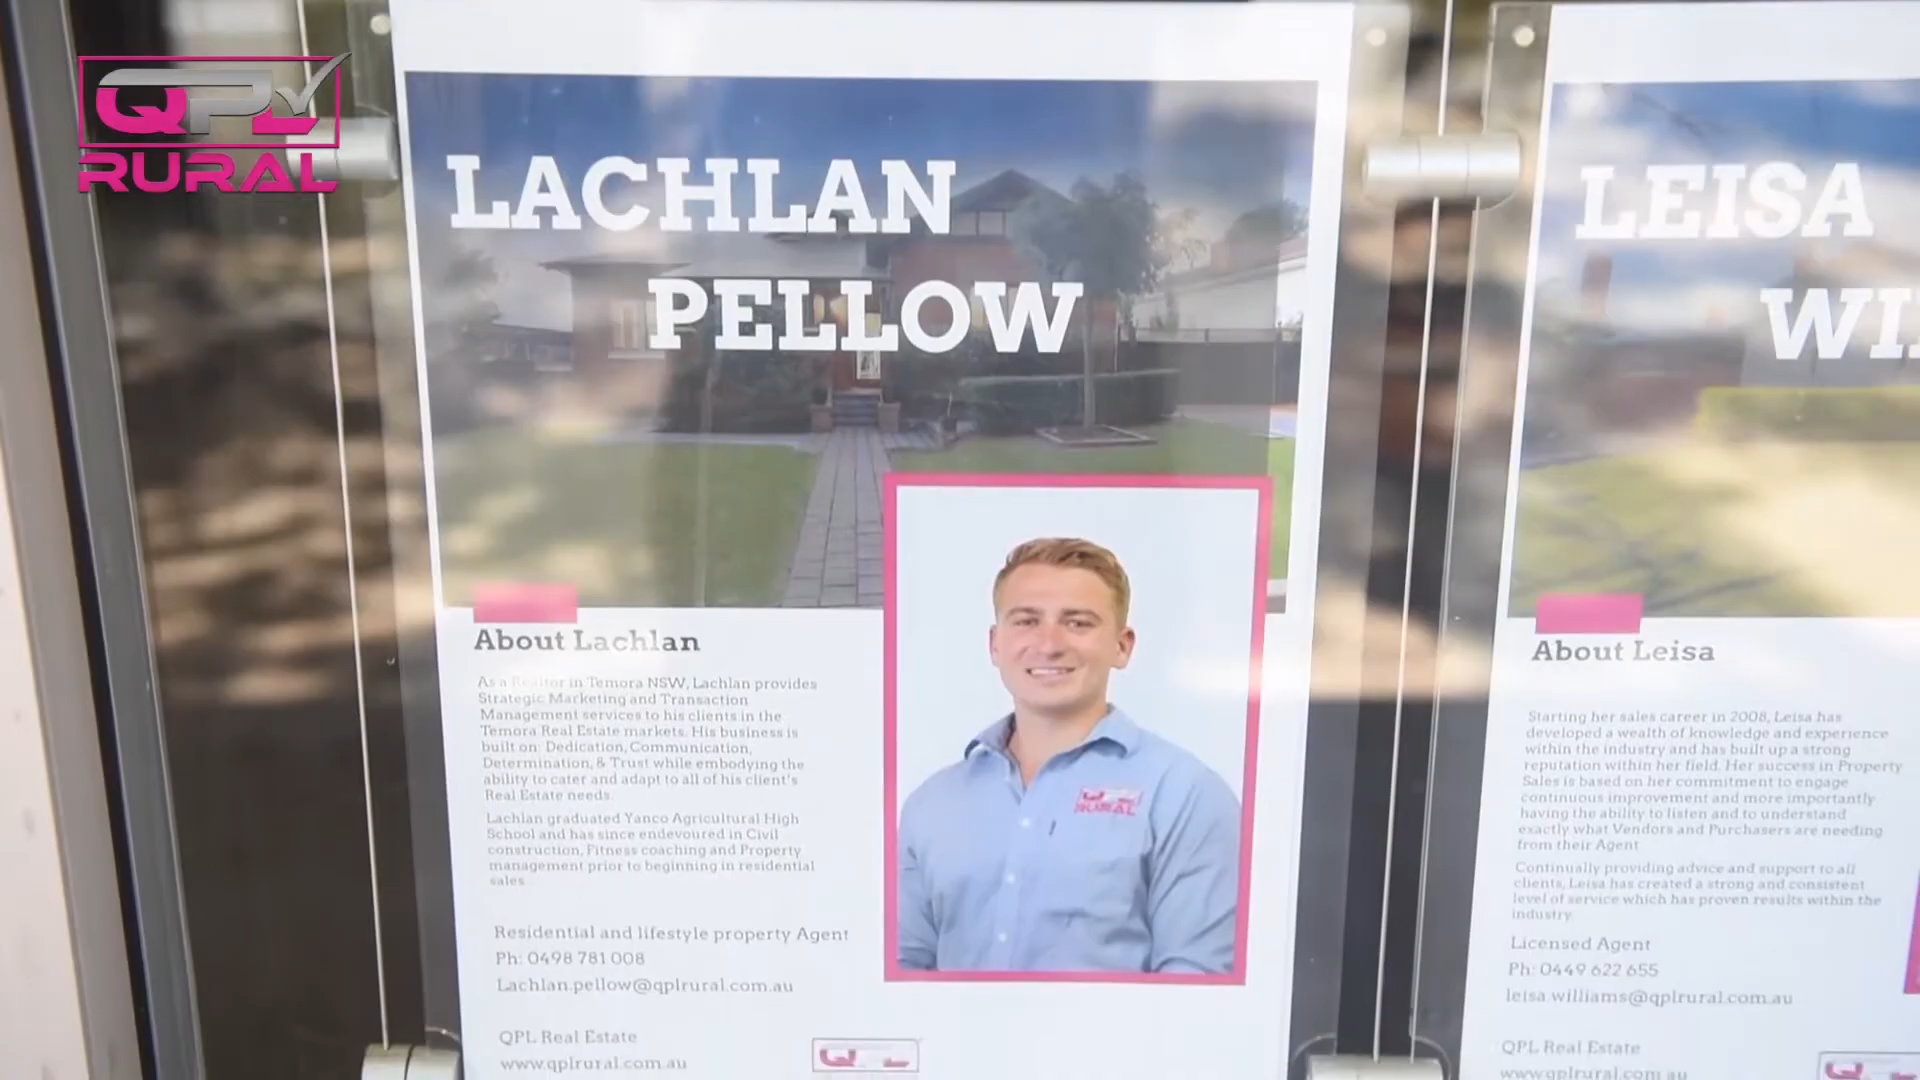 QPL
RURAL
LACHLAN
PELLOW
About Lachlan
As a Realtor in Temora NSW, Lachlan provides
Strategic Marketing and Transaction
Management services to his clients in the
Temora Real Estate markets. His business is
built on: Dedication, Communication,
Determination, & Trust while embodying the
ability to cater and adapt to all of his client's
Real Estate needs.
Lachlan graduated Yanco Agricultural High
School and has since endevoured in Civil
construction, Fitness coaching and Property
management prior to beginning in residential
sales.
Residential and lifestyle property Agent
Ph: 0498 781 008
Lachlan.pellow@qplrural.com.au
QPL Real Estate
www.qplrural.com.au
QPL
RURAL
QPL
LEISA
WI
About Leisa
Starting her sales career in 2008, Leisa has
developed a wealth of knowledge and experience
within the industry and has built up a strong
reputation within her field. Her success in Property
Sales is based on her commitment to engage
continuous improvement and more importantly
having the ability to listen and to understand
exactly what Vendors and Purchasers are needing
from their Agent
Continually providing advice and support to all
clients, Leisa has created a strong and consistent
level of service which has proven results within the
industry.
Licensed Agent
Ph: 0449 622 655
leisa.williams@qplrural.com.au
QPL Real Estate
www.qplrural.com.au